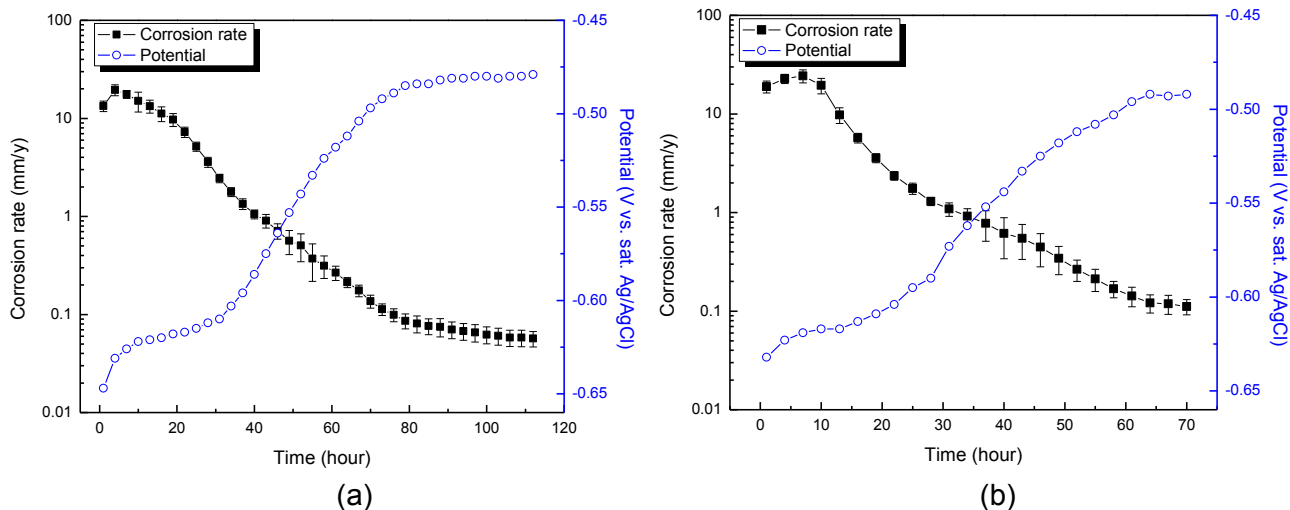 100
10
1
0.1
0.01
Corrosion rate (mm/y)
Corrosion rate
Potential
-0.45
-0.50
-0.55
-0.60
-0.65
Potential (V vs. sat. Ag/AgCl)
0 20 40 60 80 100 120
Time (hour)
(a)
100
10
1
0.1
0.01
Corrosion rate (mm/y)
Corrosion rate
Potential
-0.45
-0.50
-0.55
-0.60
-0.65
Potential (V vs. sat. Ag/AgCl)
0 10 20 30 40 50 60 70
Time (hour)
(b)